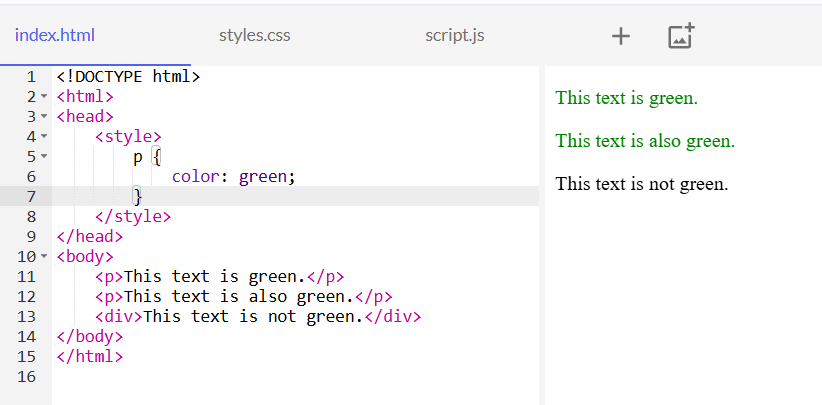 index.html styles.css script.js +
1 <!DOCTYPE html>
2 <html>
3 <head>
4     <style>
5         p {
6             color: green;
7         }
8     </style>
9 </head>
10 <body>
11     <p>This text is green.</p>
12     <p>This text is also green.</p>
13     <div>This text is not green.</div>
14 </body>
15 </html>
16
This text is green.
This text is also green.
This text is not green.